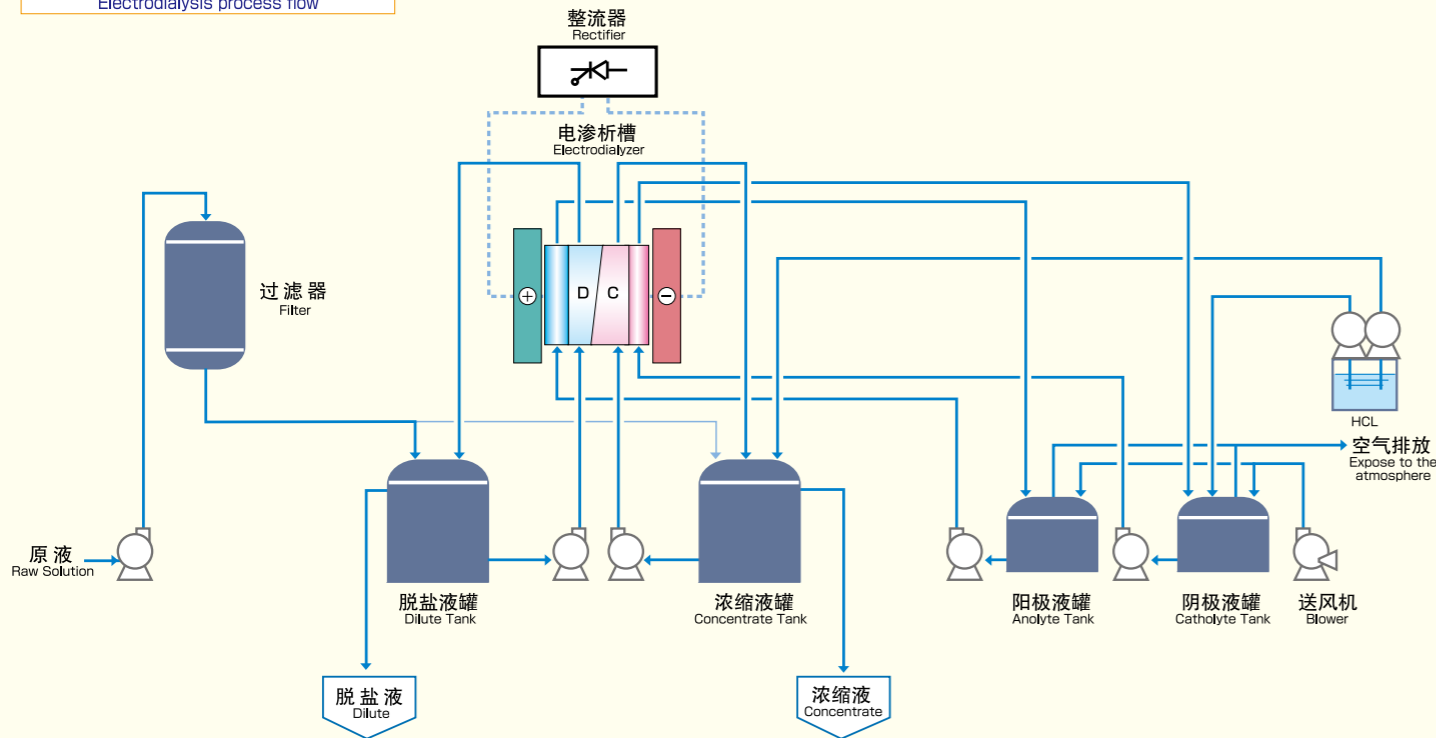 Electrodialysis process flow
整流器
Rectifier
电渗析槽
Electrodialyzer
+
D
C
−
过滤器
Filter
HCL
空气排放
Expose to the
atmosphere
原液
Raw Solution
脱盐液罐
Dilute Tank
浓缩液罐
Concentrate Tank
阳极液罐
Anolyte Tank
阴极液罐
Catholyte Tank
送风机
Blower
脱盐液
Dilute
浓缩液
Concentrate